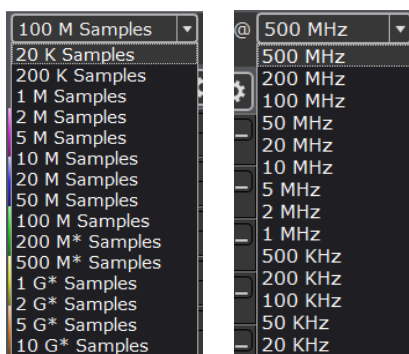 100 M Samples
20 K Samples
200 K Samples
1 M Samples
2 M Samples
5 M Samples
10 M Samples
20 M Samples
50 M Samples
100 M Samples
200 M* Samples
500 M* Samples
1 G* Samples
2 G* Samples
5 G* Samples
10 G* Samples
@ 500 MHz
500 MHz
200 MHz
100 MHz
50 MHz
20 MHz
10 MHz
5 MHz
2 MHz
1 MHz
500 KHz
200 KHz
100 KHz
50 KHz
20 KHz